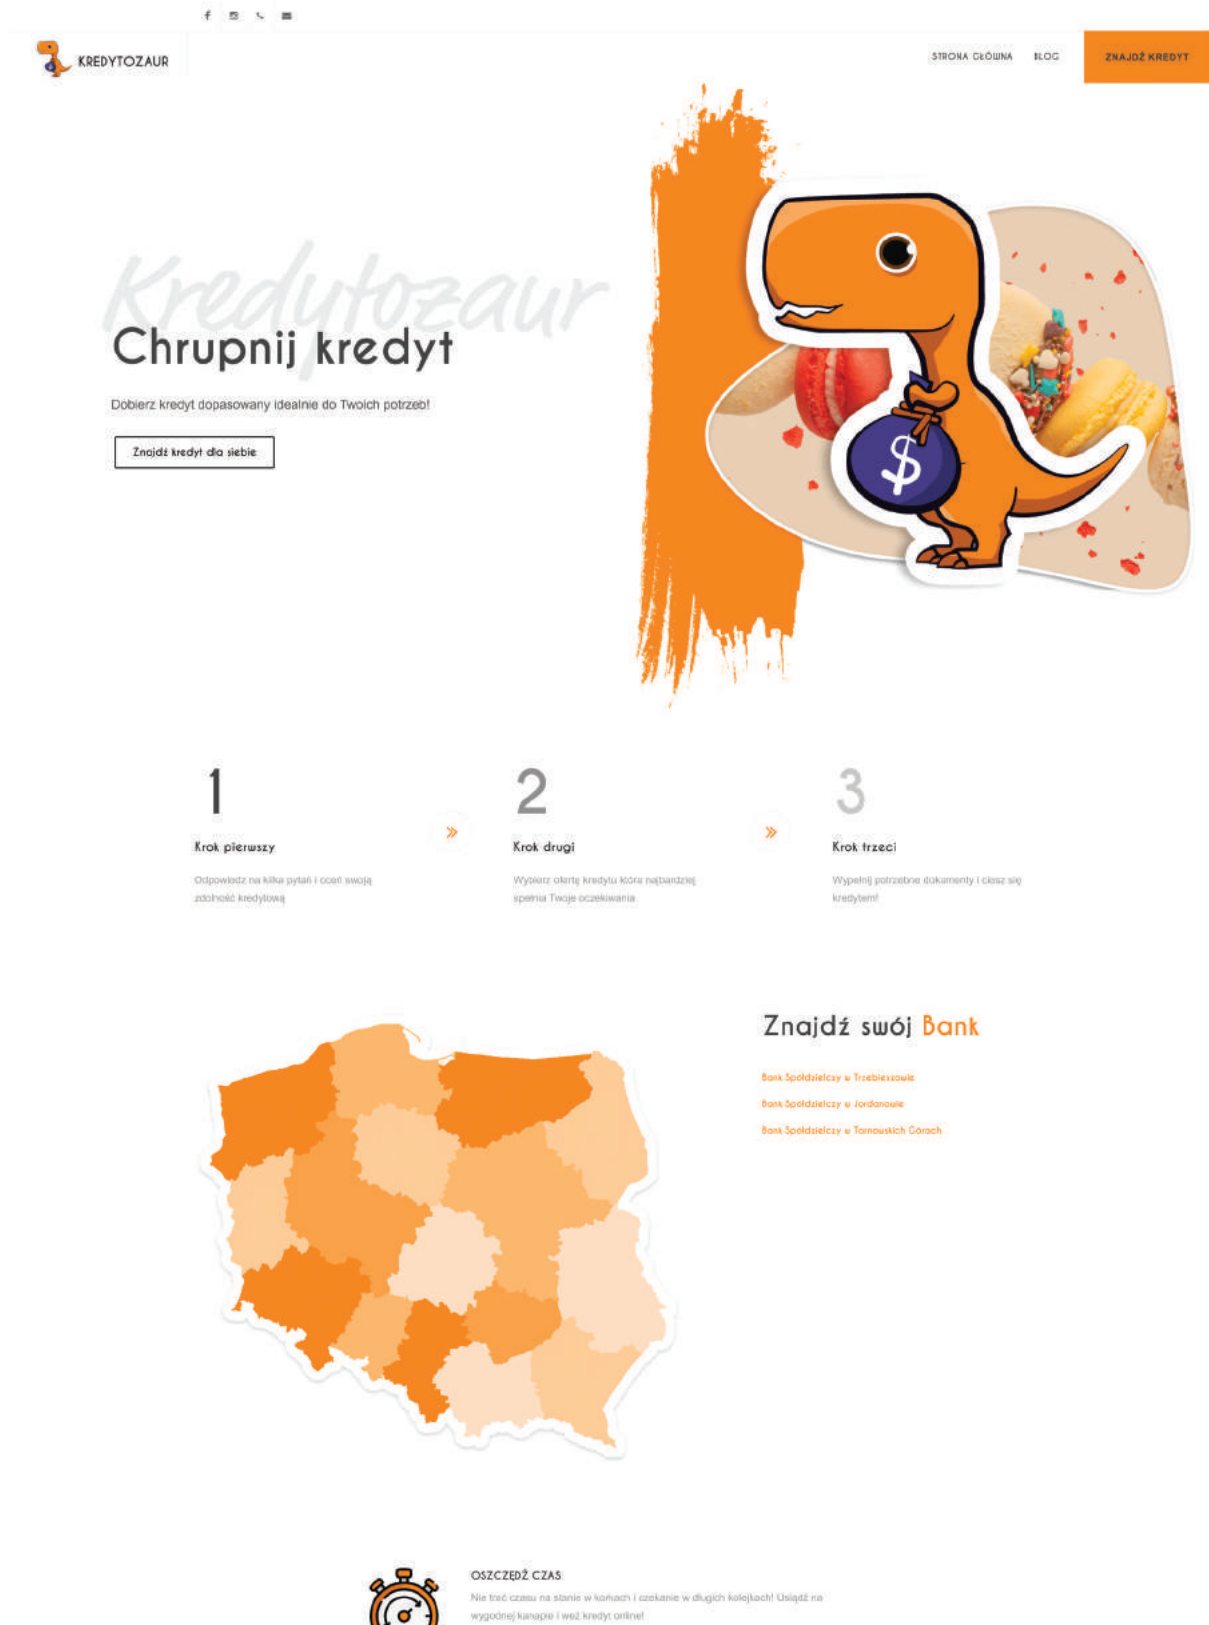 KREDYTOZAUR
STRONA GŁÓWNA
BLOG
ZNAJDŹ KREDYT
Kredytozaur
Chrupnij kredyt
Dobierz kredyt dopasowany idealnie do Twoich potrzeb!
Znajdź kredyt dla siebie
$
1
Krok pierwszy
Odpowiedz na kilka pytań i oceń swoją
zdolność kredytową
2
Krok drugi
Wybierz ofertę kredytu która najbardziej
spełnia Twoje oczekiwania
3
Krok trzeci
Wypełnij potrzebne dokumenty i ciesz się
kredytem!
Znajdź swój Bank
Bank Spółdzielczy w Trzebieszowie
Bank Spółdzielczy w Jordanowie
Bank Spółdzielczy w Tarnowskich Górach
OSZCZĘDŹ CZAS
Nie trać czasu na stanie w korkach i czekanie w długich kolejkach! Usiądź na
wygodnej kanapie i weź kredyt online!